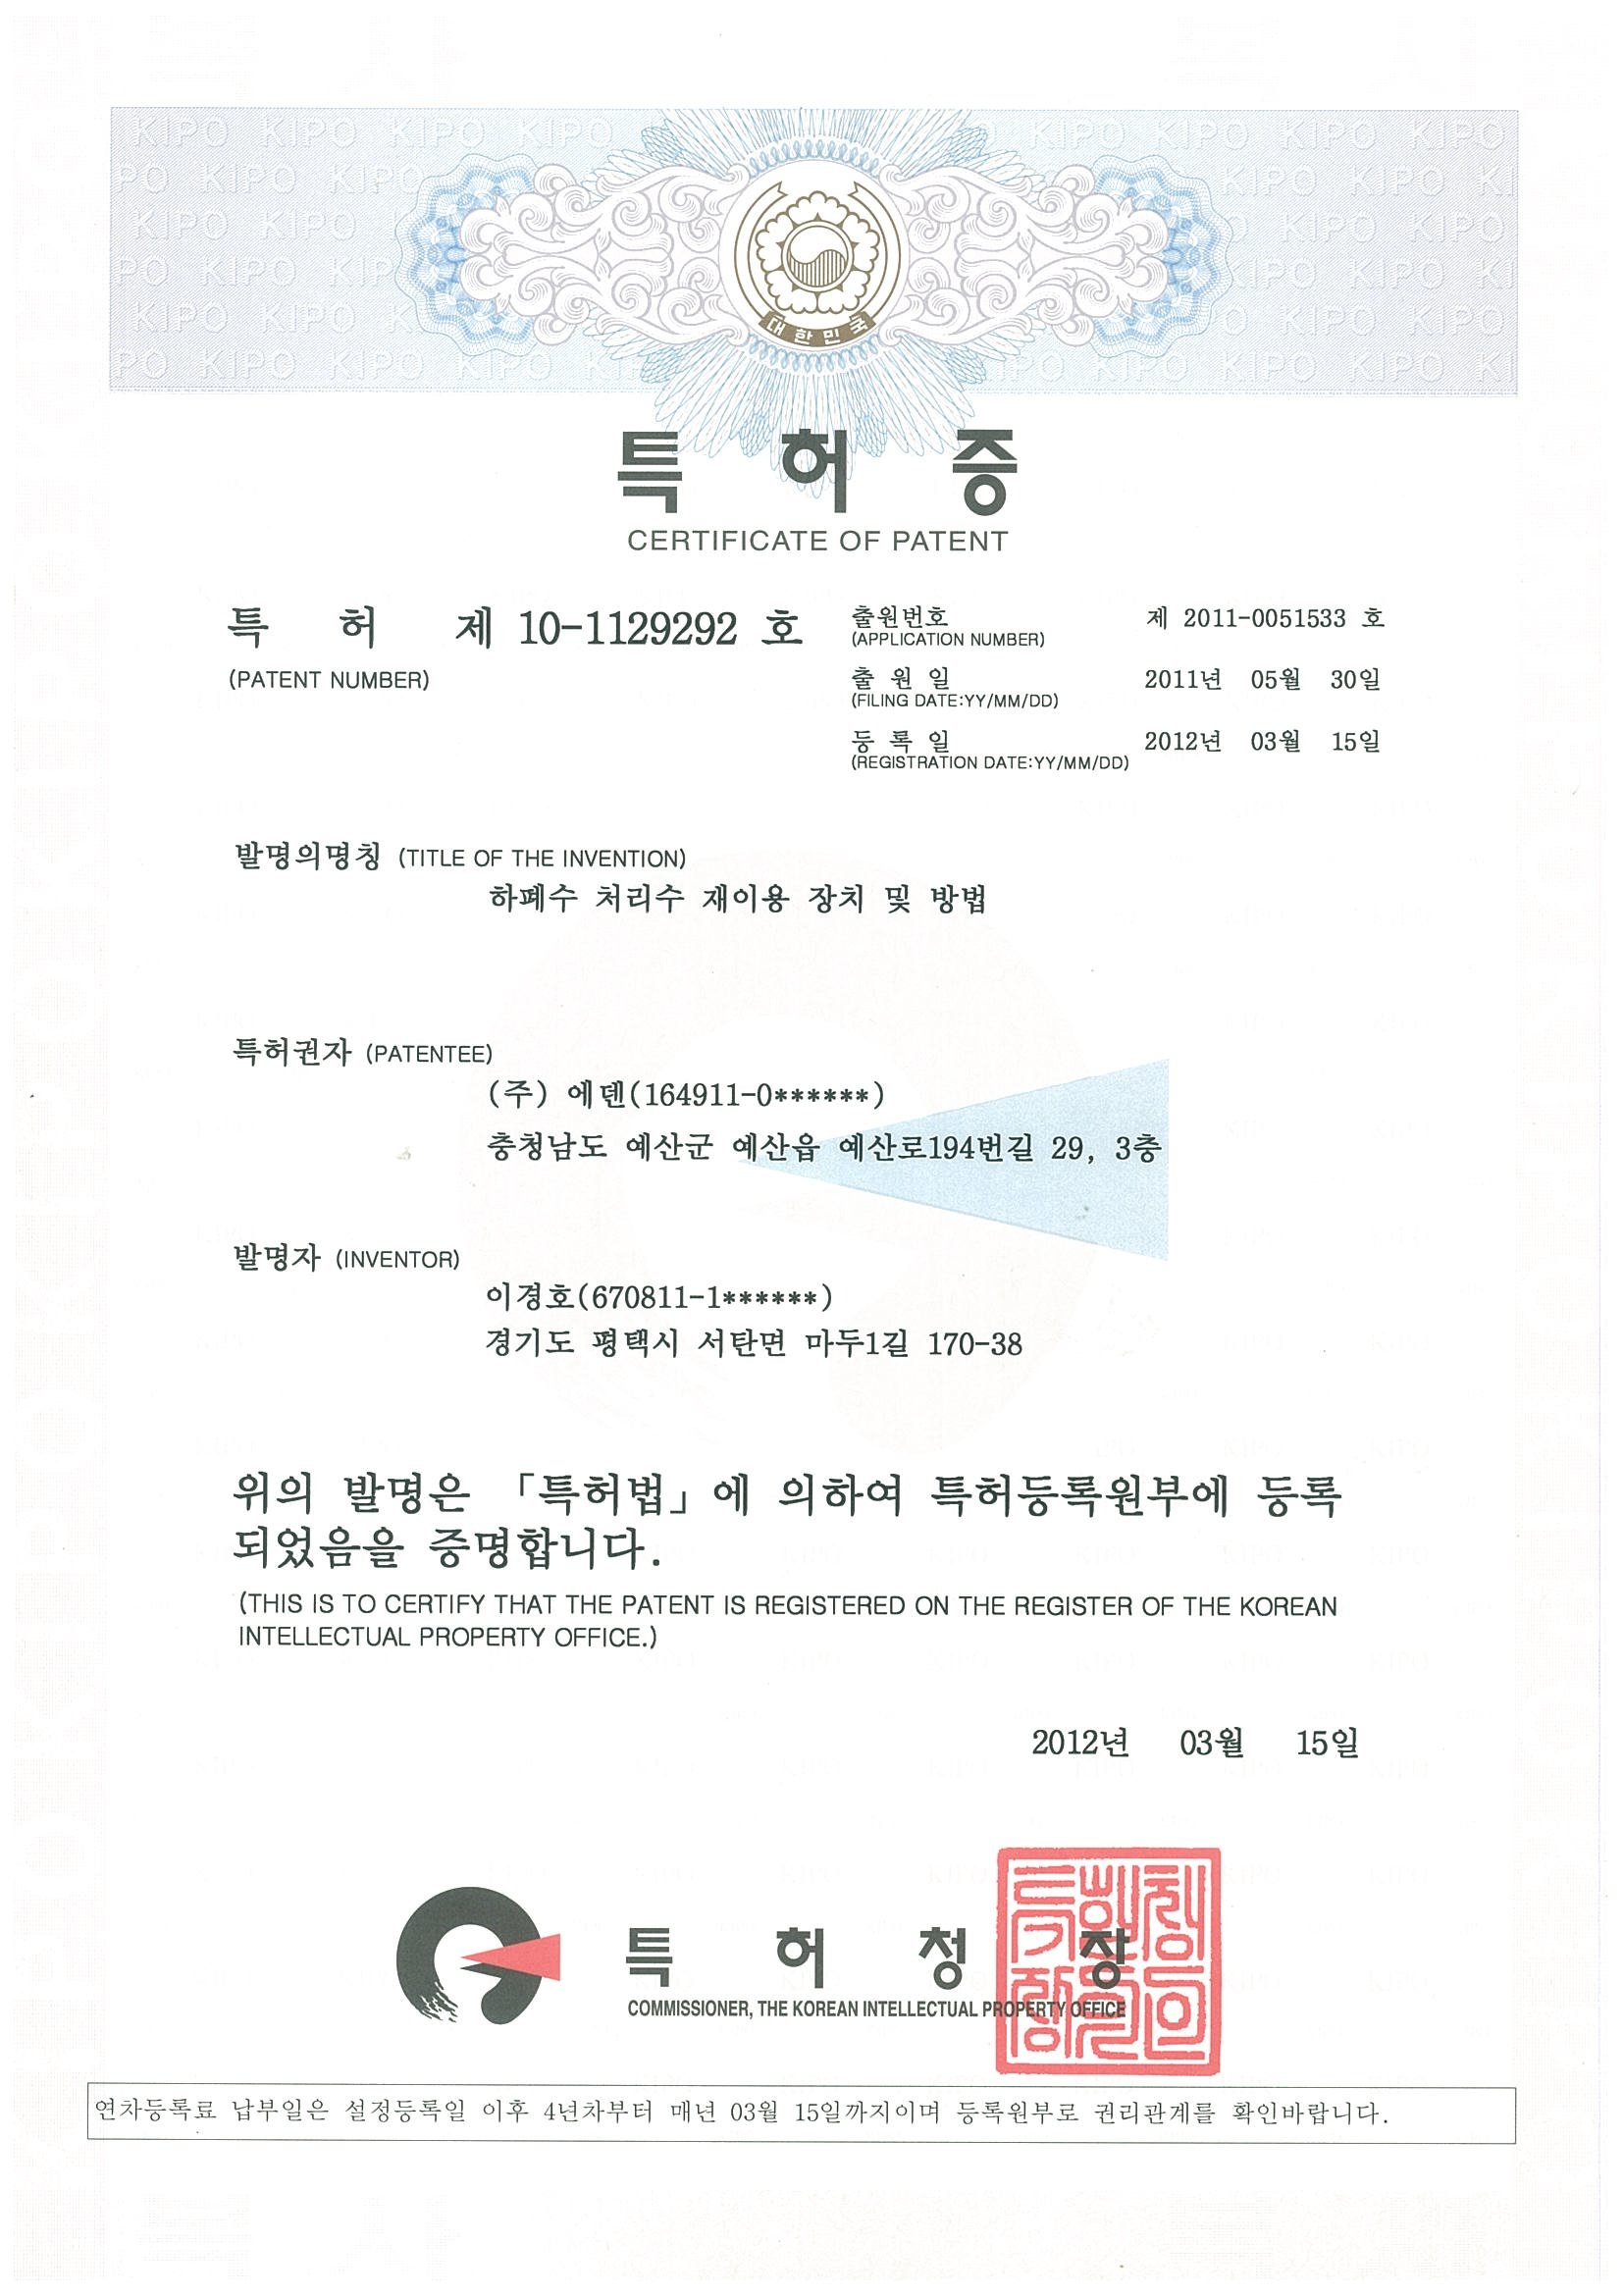 KIPO KIPO KIPO KIPO KIPO KIPO KIPO KIPO
대한민국
특 허 증
CERTIFICATE OF PATENT
특 허 제 10-1129292 호
(PATENT NUMBER)
출원번호 제 2011-0051533 호
(APPLICATION NUMBER)
출 원 일 2011년 05월 30일
(FILING DATE:YY/MM/DD)
등 록 일 2012년 03월 15일
(REGISTRATION DATE:YY/MM/DD)
발명의명칭 (TITLE OF THE INVENTION)
하폐수 처리수 재이용 장치 및 방법
특허권자 (PATENTEE)
(주) 에덴(164911-0******)
충청남도 예산군 예산읍 예산로194번길 29, 3층
발명자 (INVENTOR)
이경호(670811-1******)
경기도 평택시 서탄면 마두1길 170-38
위의 발명은 「특허법」에 의하여 특허등록원부에 등록
되었음을 증명합니다.
(THIS IS TO CERTIFY THAT THE PATENT IS REGISTERED ON THE REGISTER OF THE KOREAN
INTELLECTUAL PROPERTY OFFICE.)
2012년 03월 15일
특 허 청 장
COMMISSIONER, THE KOREAN INTELLECTUAL PROPERTY OFFICE
연차등록료 납부일은 설정등록일 이후 4년차부터 매년 03월 15일까지이며 등록원부로 권리관계를 확인바랍니다.